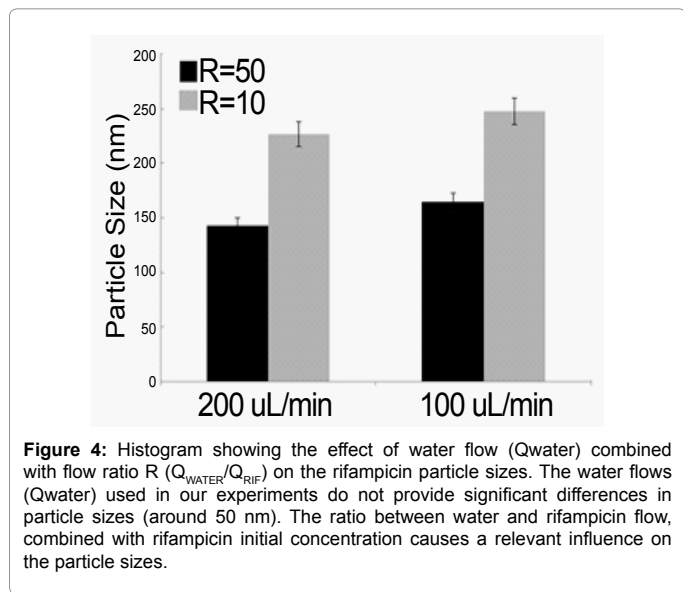 200
R=50
R=10
250
200
150
100
50
0
Particle Size (nm)
200 uL/min
100 uL/min
Figure 4: Histogram showing the effect of water flow (Qwater) combined
with flow ratio R (QWATER/QRIF) on the rifampicin particle sizes. The water flows
(Qwater) used in our experiments do not provide significant differences in
particle sizes (around 50 nm). The ratio between water and rifampicin flow,
combined with rifampicin initial concentration causes a relevant influence on
the particle sizes.